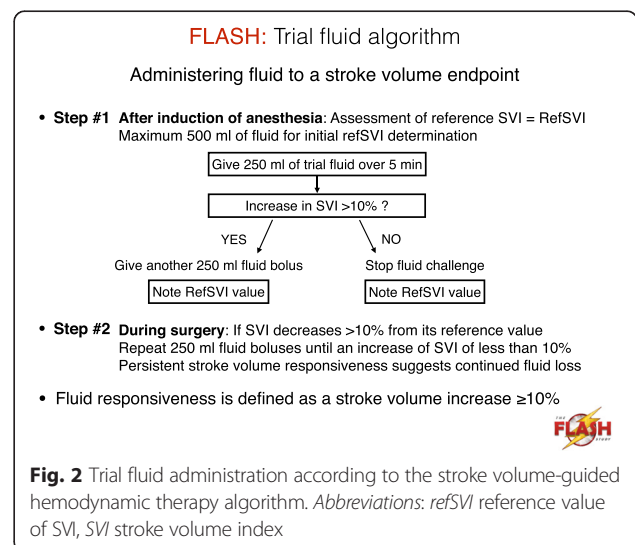 FLASH: Trial fluid algorithm
Administering fluid to a stroke volume endpoint
• Step #1 After induction of anesthesia: Assessment of reference SVI = RefSVI
Maximum 500 ml of fluid for initial refSVI determination
Give 250 ml of trial fluid over 5 min
Increase in SVI >10% ?
YES NO
Give another 250 ml fluid bolus Stop fluid challenge
Note RefSVI value Note RefSVI value
• Step #2 During surgery: If SVI decreases >10% from its reference value
Repeat 250 ml fluid boluses until an increase of SVI of less than 10%
Persistent stroke volume responsiveness suggests continued fluid loss
• Fluid responsiveness is defined as a stroke volume increase ≥10%
THE
FLASH
STUDY
Fig. 2 Trial fluid administration according to the stroke volume-guided
hemodynamic therapy algorithm. Abbreviations: refSVI reference value
of SVI, SVI stroke volume index